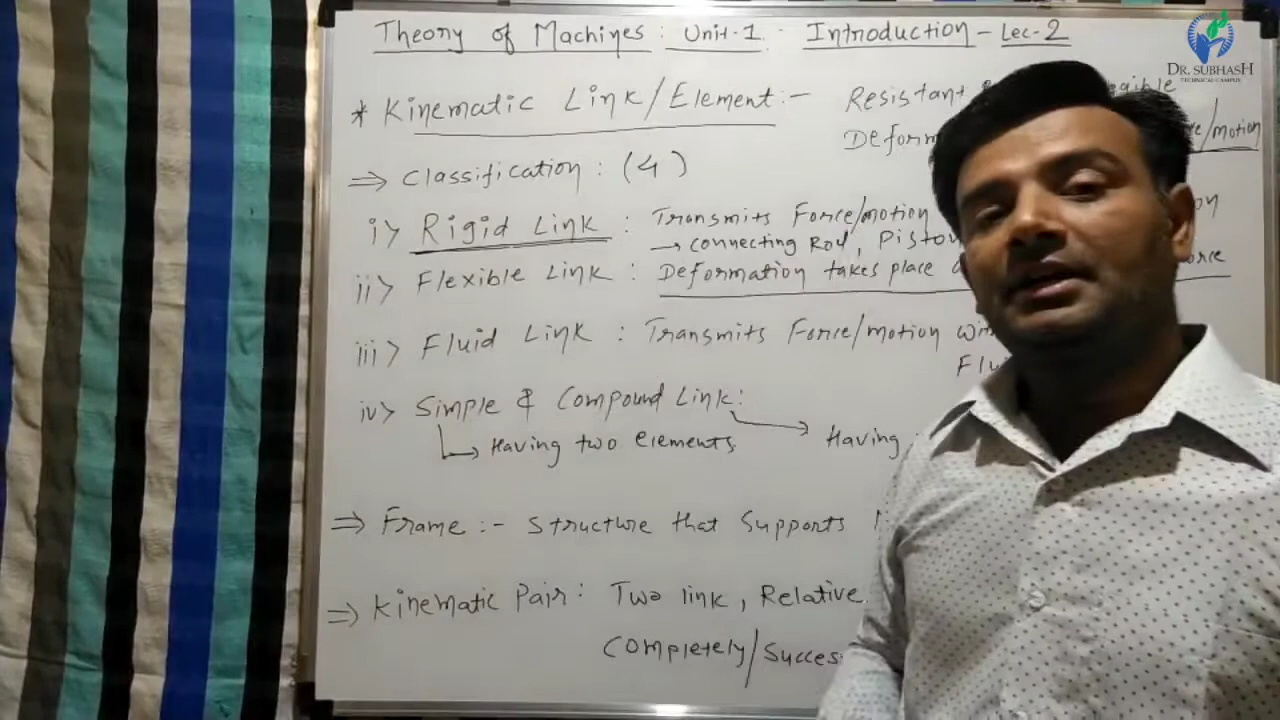 Theory of Machines : Unit-1 : Introduction - Lec-2
DR. SUBHASH
TECHNICAL CAMPUS
* Kinematic Link/Element :- Resistant
Deform /motion
⇒ Classification : (4)
i> Rigid Link : Transmits Force/motion
→ connecting Rod, Piston
ii> Flexible Link : Deformation takes place
iii> Fluid Link : Transmits Force/motion
iv> Simple & Compound Link :
Having two elements → Having
⇒ Frame :- Structure that Supports
⇒ Kinematic Pair : Two link, Relative
Completely/Succes